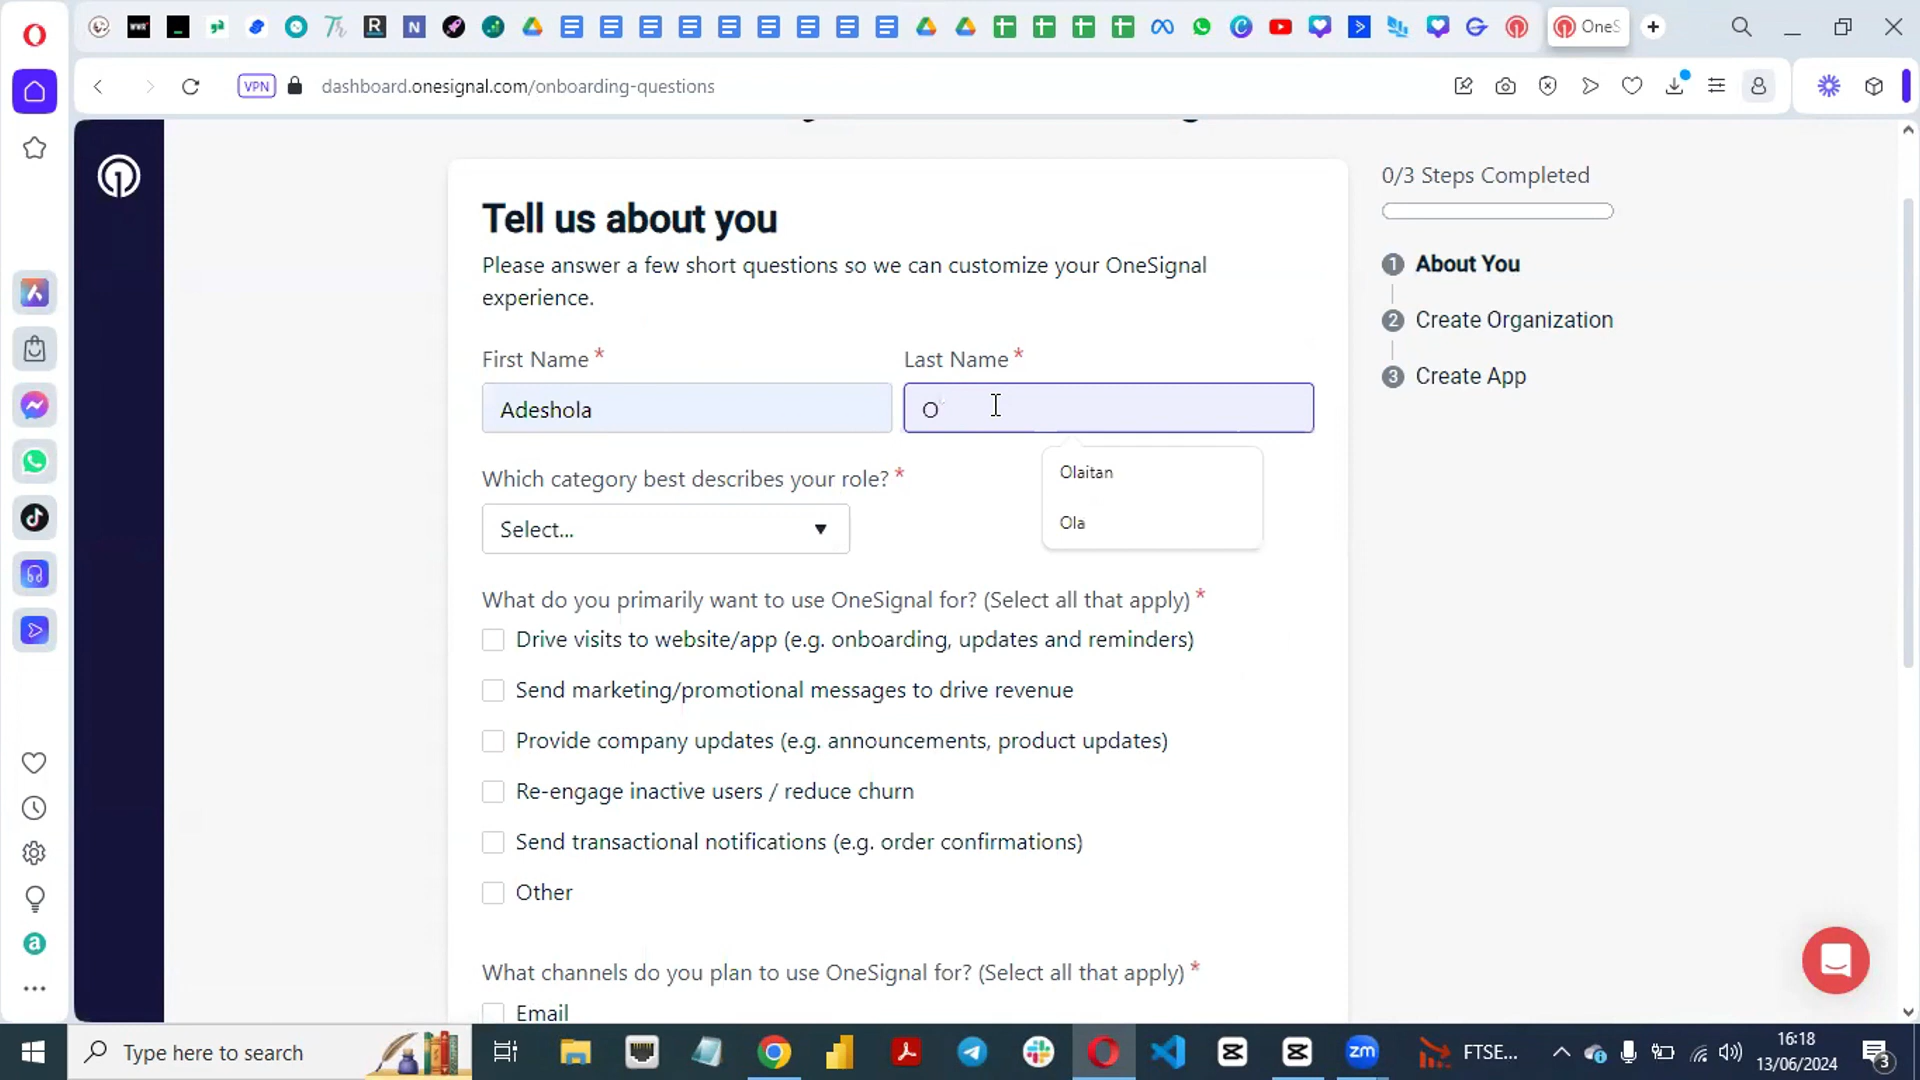 OneS
VPN
dashboard.onesignal.com/onboarding-questions
Tell us about you
Please answer a few short questions so we can customize your OneSignal
experience.
First Name *
Last Name *
Adeshola
O
Olaitan
Ola
Which category best describes your role? *
Select...
What do you primarily want to use OneSignal for? (Select all that apply) *
Drive visits to website/app (e.g. onboarding, updates and reminders)
Send marketing/promotional messages to drive revenue
Provide company updates (e.g. announcements, product updates)
Re-engage inactive users / reduce churn
Send transactional notifications (e.g. order confirmations)
Other
What channels do you plan to use OneSignal for? (Select all that apply) *
Email
0/3 Steps Completed
1 About You
2 Create Organization
3 Create App
Type here to search
zm
FTSE...
16:18
13/06/2024
3